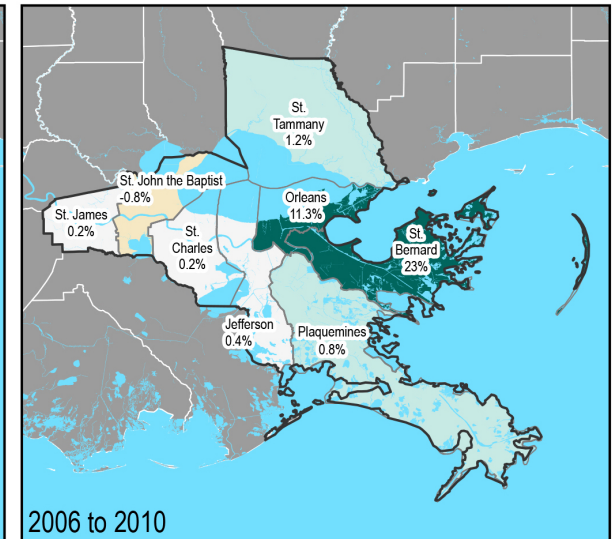 St.
Tammany
1.2%
St. John the Baptist
-0.8%
Orleans
11.3%
St. James
0.2%
St.
Charles
0.2%
St.
Bernard
23%
Jefferson
0.4%
Plaquemines
0.8%
2006 to 2010